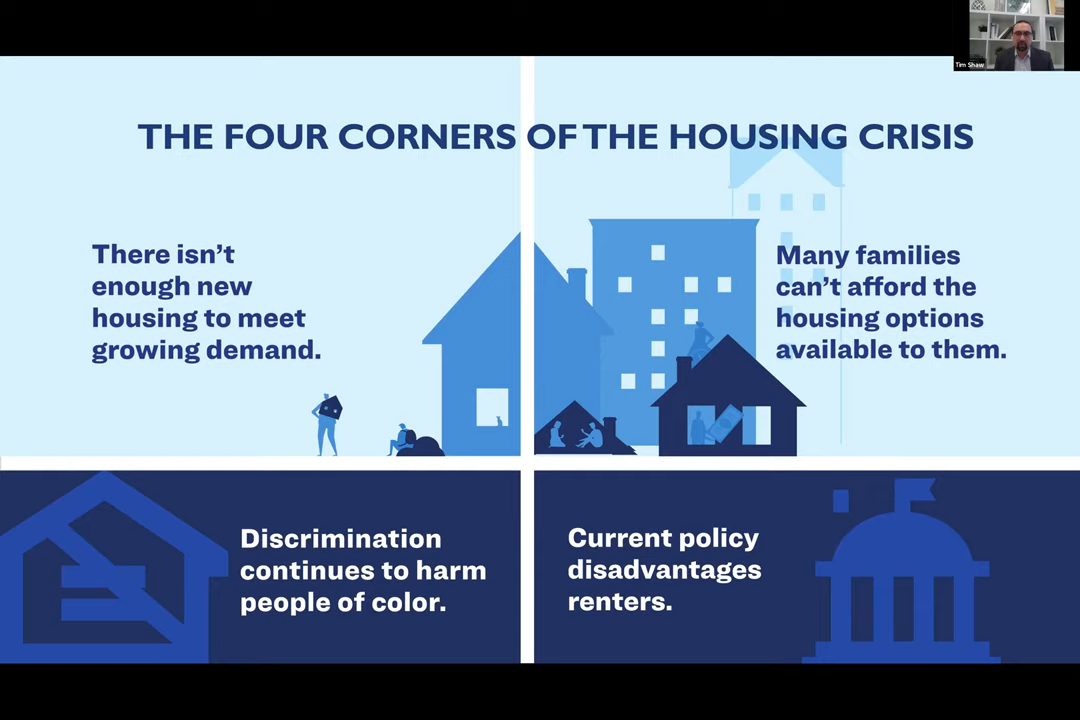 Tim Shaw
THE FOUR CORNERS OF THE HOUSING CRISIS
There isn’t
enough new
housing to meet
growing demand.
Many families
can’t afford the
housing options
available to them.
Discrimination
continues to harm
people of color.
Current policy
disadvantages
renters.